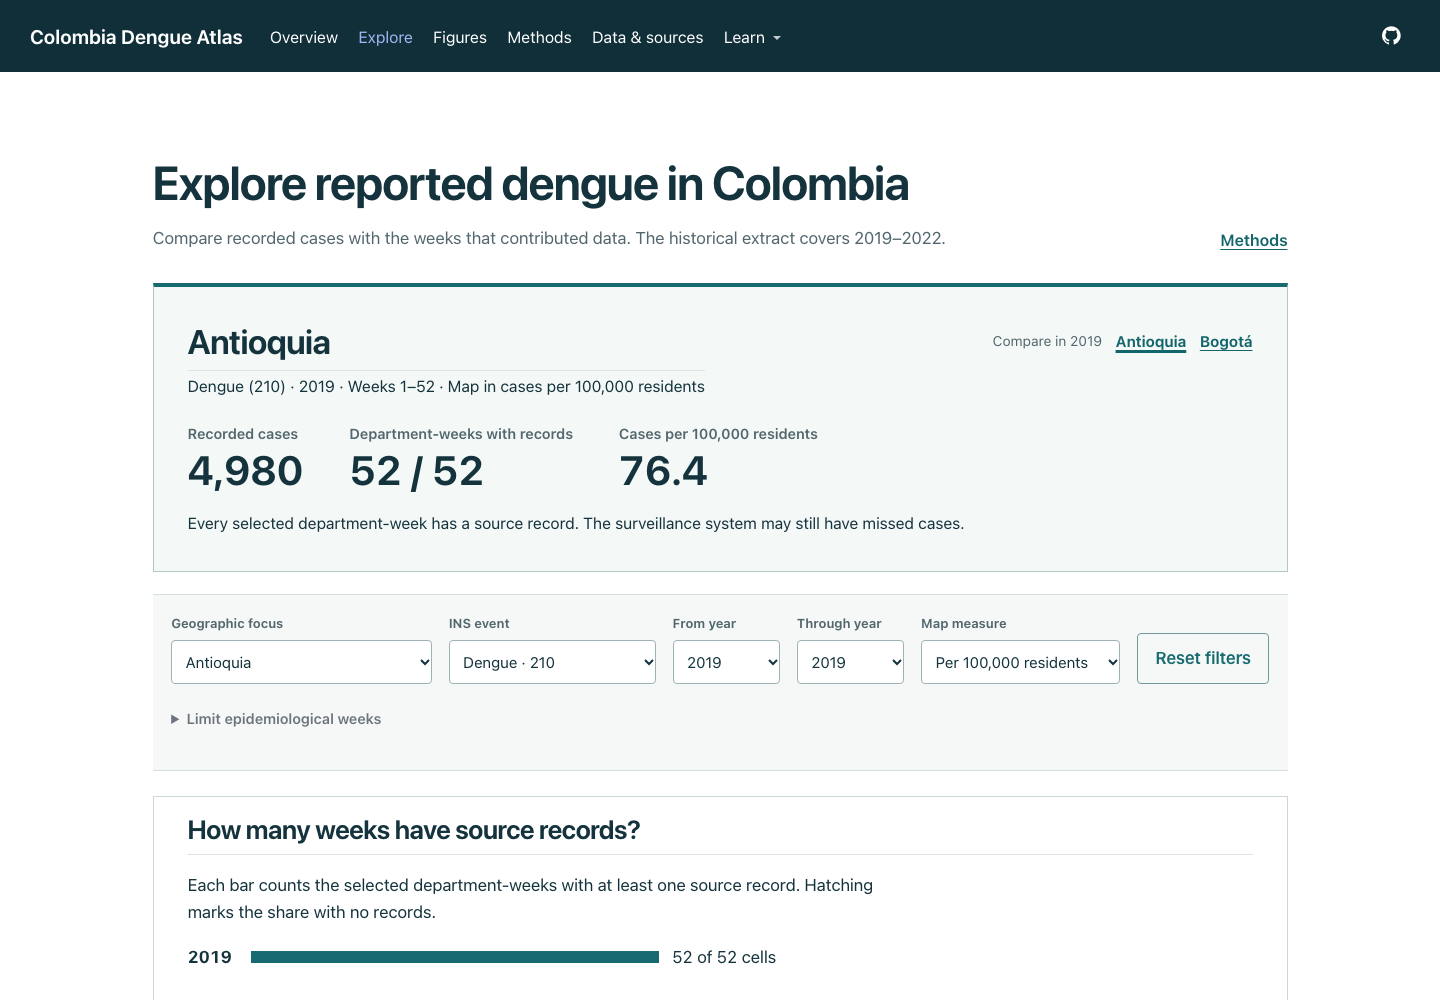 Colombia Dengue Atlas Overview Explore Figures Methods Data & sources Learn
Explore reported dengue in Colombia
Compare recorded cases with the weeks that contributed data. The historical extract covers 2019–2022. Methods
Antioquia
Compare in 2019 Antioquia Bogotá
Dengue (210) · 2019 · Weeks 1–52 · Map in cases per 100,000 residents
Recorded cases Department-weeks with records Cases per 100,000 residents
4,980 52 / 52 76.4
Every selected department-week has a source record. The surveillance system may still have missed cases.
Geographic focus INS event From year Through year Map measure
Antioquia Dengue · 210 2019 2019 Per 100,000 residents Reset filters
Limit epidemiological weeks
How many weeks have source records?
Each bar counts the selected department-weeks with at least one source record. Hatching
marks the share with no records.
2019 52 of 52 cells